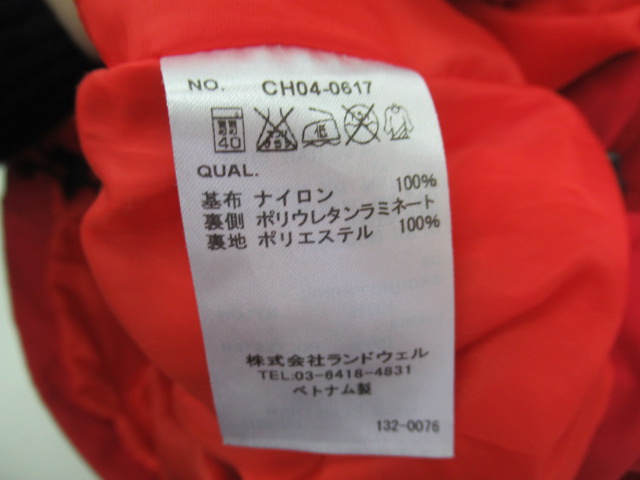 NO. CH04-0617
40
低
QUAL.
基布 ナイロン 100%
裏側 ポリウレタンラミネート
裏地 ポリエステル 100%
株式会社ランドウェル
TEL:03-6418-4831
ベトナム製
132-0076